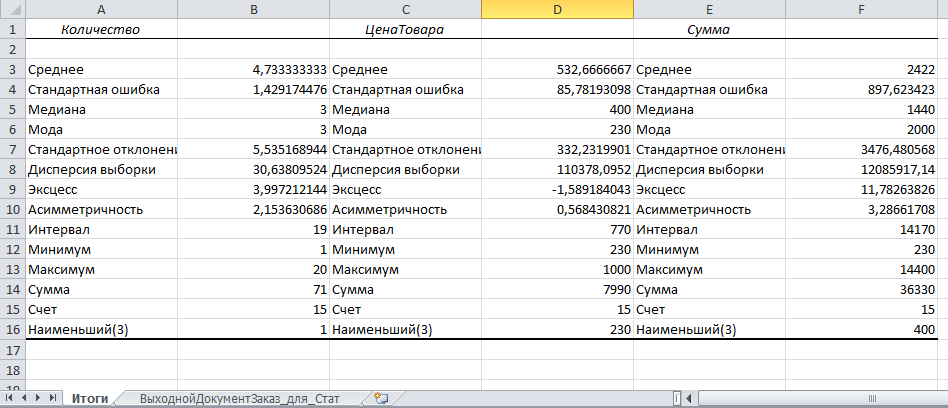 A B C D E F
1 Количество ЦенаТовара Сумма
2
3 Среднее 4,733333333 Среднее 532,6666667 Среднее 2422
4 Стандартная ошибка 1,429174476 Стандартная ошибка 85,78193098 Стандартная ошибка 897,623423
5 Медиана 3 Медиана 400 Медиана 1440
6 Мода 3 Мода 230 Мода 2000
7 Стандартное отклонени 5,535168944 Стандартное отклонени 332,2319901 Стандартное отклонени 3476,480568
8 Дисперсия выборки 30,63809524 Дисперсия выборки 110378,0952 Дисперсия выборки 12085917,14
9 Эксцесс 3,997212144 Эксцесс -1,589184043 Эксцесс 11,78263826
10 Асимметричность 2,153630686 Асимметричность 0,568430821 Асимметричность 3,28661708
11 Интервал 19 Интервал 770 Интервал 14170
12 Минимум 1 Минимум 230 Минимум 230
13 Максимум 20 Максимум 1000 Максимум 14400
14 Сумма 71 Сумма 7990 Сумма 36330
15 Счет 15 Счет 15 Счет 15
16 Наименьший(3) 1 Наименьший(3) 230 Наименьший(3) 400
17
18
Итоги ВыходнойДокументЗаказ_для_Стат